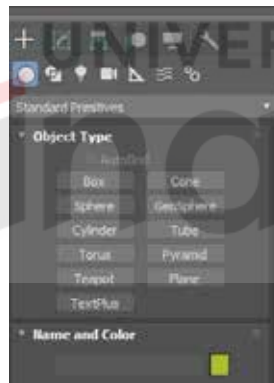 UNIVER
Standard Primitives
Object Type
AutoGrid
Box Cone
Sphere GeoSphere
Cylinder Tube
Torus Pyramid
Teapot Plane
TextPlus
Name and Color